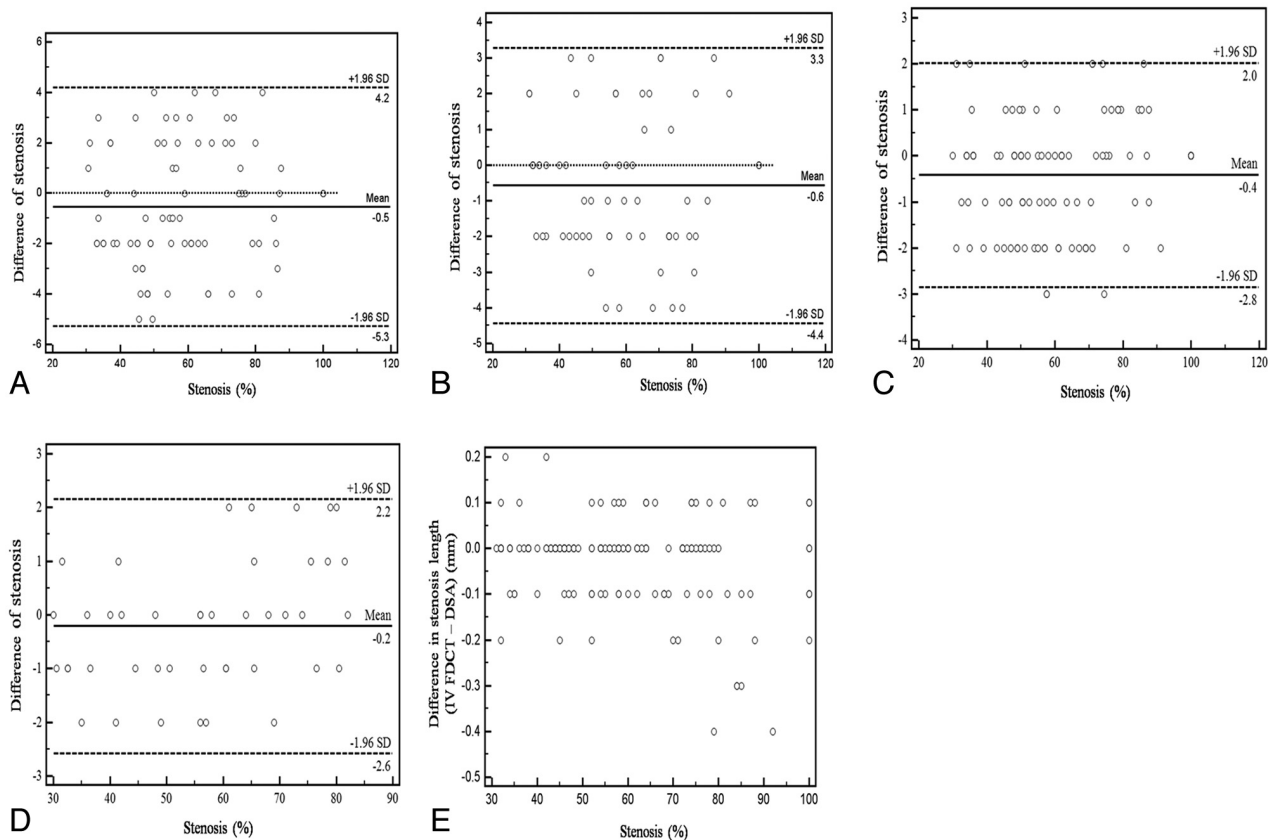 6
4
2
0
-2
-4
-6
Difference of stenosis
+1.96 SD
4.2
Mean
-0.5
-1.96 SD
-5.3
20 40 60 80 100 120
Stenosis (%)
A
4
3
2
1
0
-1
-2
-3
-4
-5
Difference of stenosis
+1.96 SD
3.3
Mean
-0.6
-1.96 SD
-4.4
20 40 60 80 100 120
Stenosis (%)
B
3
2
1
0
-1
-2
-3
-4
Difference of stenosis
+1.96 SD
2.0
Mean
-0.4
-1.96 SD
-2.8
20 40 60 80 100 120
Stenosis (%)
C
3
2
1
0
-1
-2
-3
Difference of stenosis
+1.96 SD
2.2
Mean
-0.2
-1.96 SD
-2.6
30 40 50 60 70 80 90
Stenosis (%)
D
0.2
0.1
0.0
-0.1
-0.2
-0.3
-0.4
-0.5
Difference in stenosis length
(IV FDCT – DSA) (mm)
30 40 50 60 70 80 90 100
Stenosis (%)
E